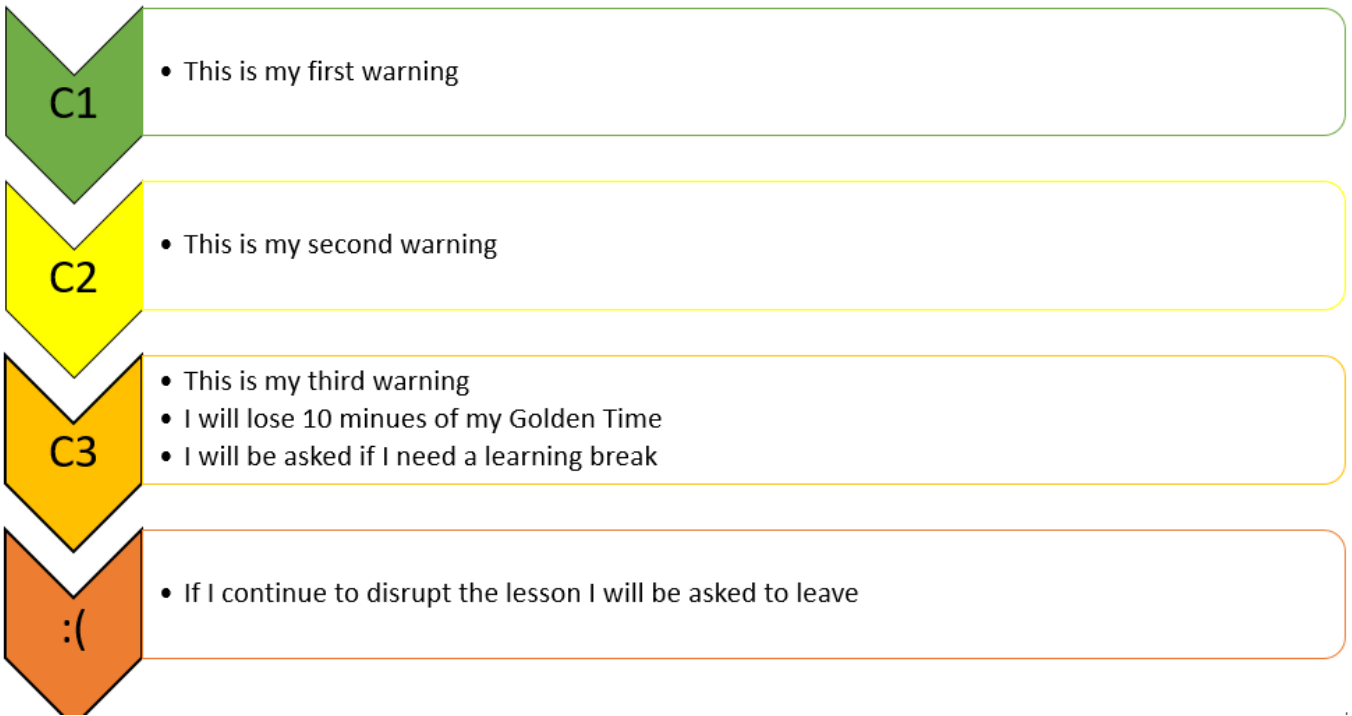 C1
• This is my first warning
C2
• This is my second warning
C3
• This is my third warning
• I will lose 10 minues of my Golden Time
• I will be asked if I need a learning break
:(
• If I continue to disrupt the lesson I will be asked to leave